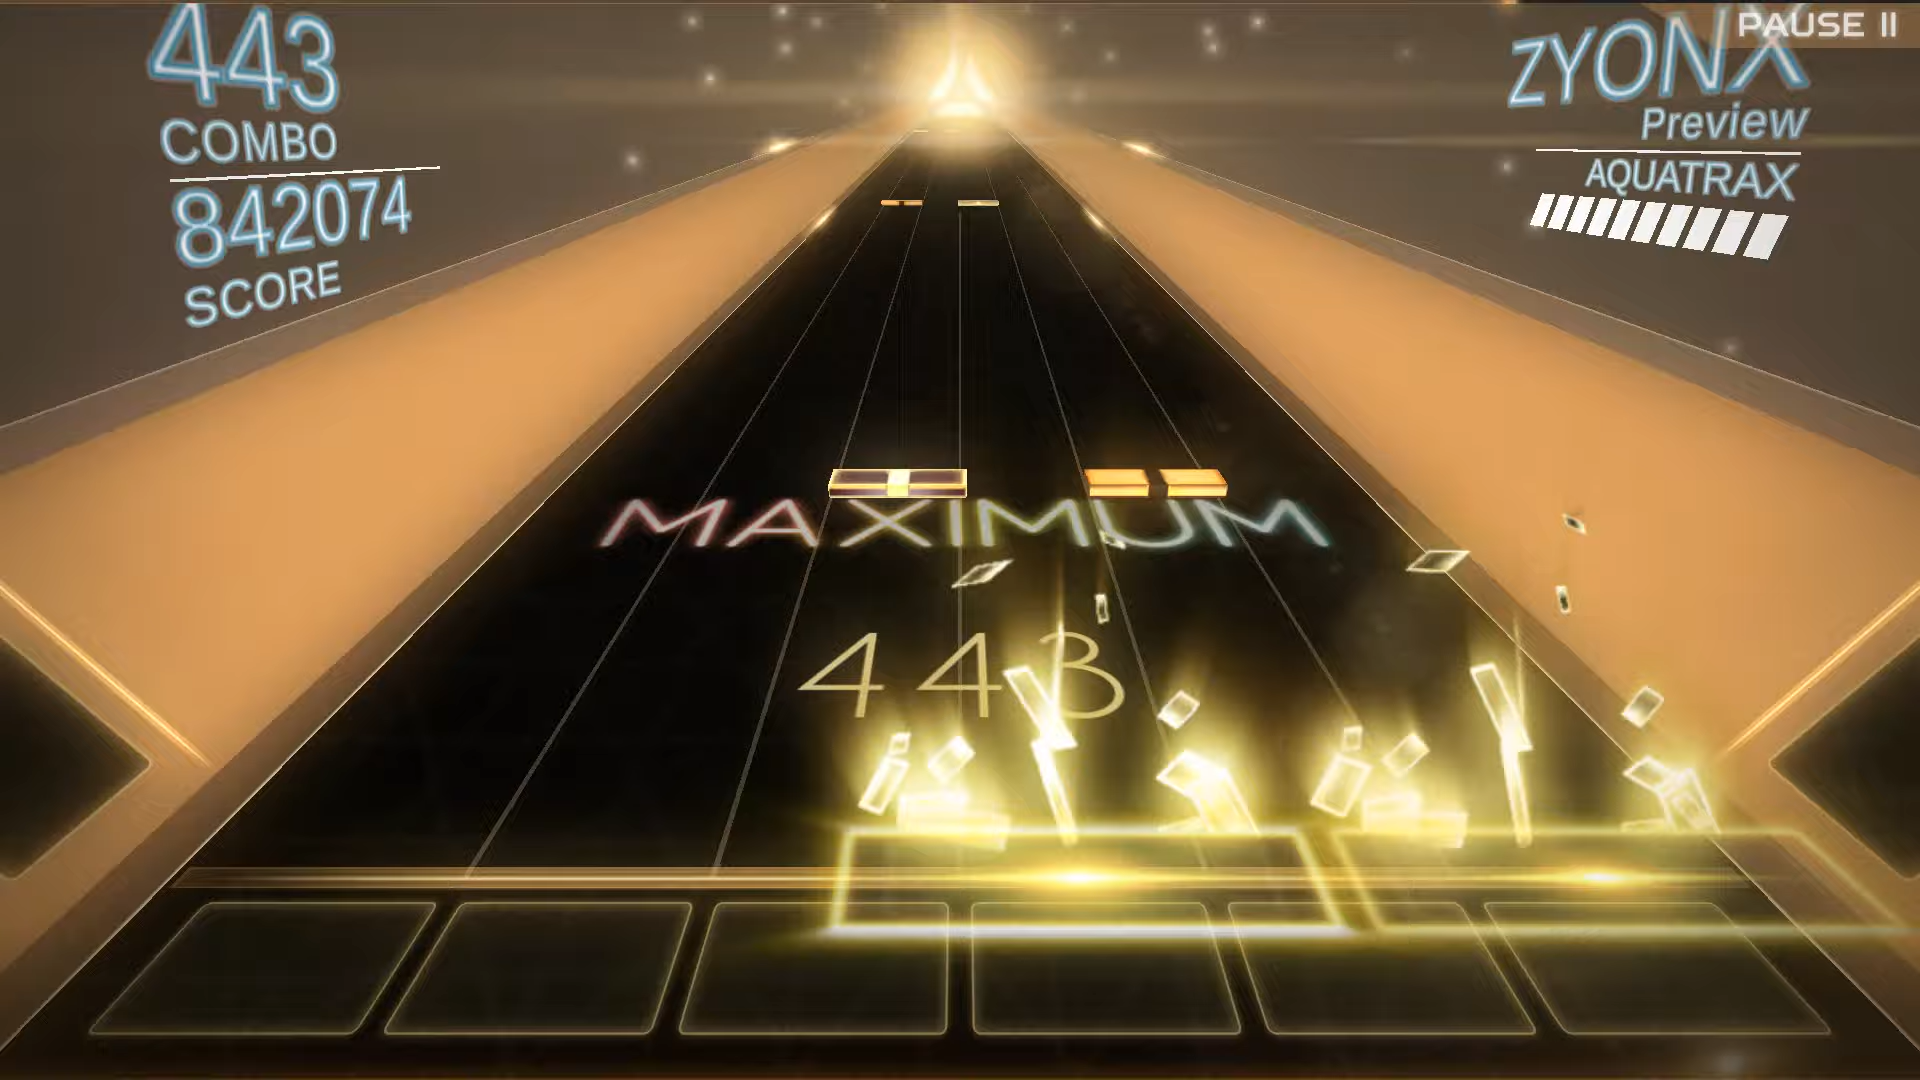 443
COMBO
842074
SCORE
PAUSE II
ZYONX
Preview
AQUATRAX
MAXIMUM
443